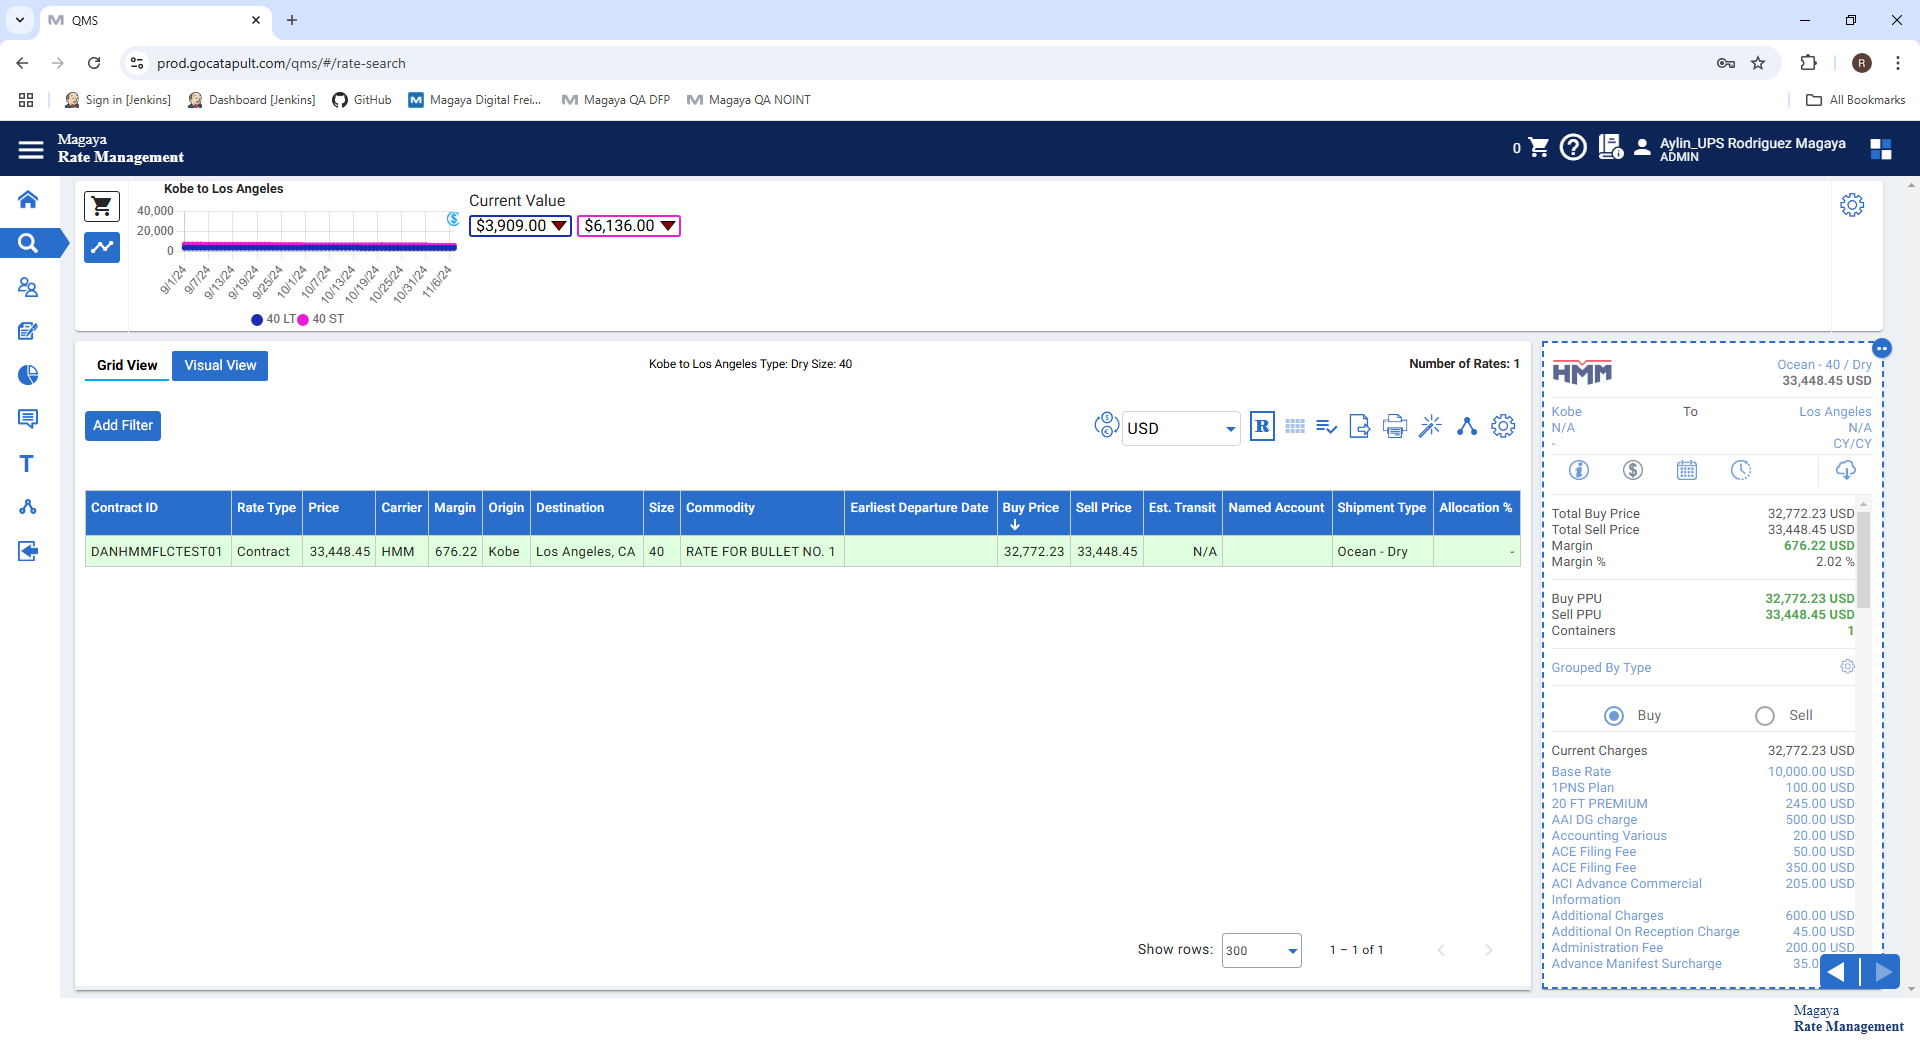 QMS
prod.gocatapult.com/qms/#/rate-search
R
Sign in [Jenkins]
Dashboard [Jenkins]
GitHub
Magaya Digital Frei...
Magaya QA DFP
Magaya QA NOINT
All Bookmarks
Magaya
Rate Management
0
Aylin_UPS Rodriguez Magaya
ADMIN
Kobe to Los Angeles
40,000
20,000
0
9/1/24
9/7/24
9/13/24
9/19/24
9/25/24
10/1/24
10/7/24
10/13/24
10/19/24
10/25/24
10/31/24
11/6/24
40 LT
40 ST
Current Value
$3,909.00
$6,136.00
Grid View
Visual View
Kobe to Los Angeles Type: Dry Size: 40
Number of Rates: 1
Add Filter
USD
R
Contract ID Rate Type Price Carrier Margin Origin Destination Size Commodity Earliest Departure Date Buy Price Sell Price Est. Transit Named Account Shipment Type Allocation %
DANHMMFLCTEST01 Contract 33,448.45 HMM 676.22 Kobe Los Angeles, CA 40 RATE FOR BULLET NO. 1 32,772.23 33,448.45 N/A Ocean - Dry -
Show rows: 300 1 – 1 of 1
HMM
Ocean - 40 / Dry
33,448.45 USD
Kobe To Los Angeles
N/A N/A
- CY/CY
Total Buy Price 32,772.23 USD
Total Sell Price 33,448.45 USD
Margin 676.22 USD
Margin % 2.02 %
Buy PPU 32,772.23 USD
Sell PPU 33,448.45 USD
Containers 1
Grouped By Type
Buy Sell
Current Charges 32,772.23 USD
Base Rate 10,000.00 USD
1PNS Plan 100.00 USD
20 FT PREMIUM 245.00 USD
AAI DG charge 500.00 USD
Accounting Various 20.00 USD
ACE Filing Fee 50.00 USD
ACE Filing Fee 350.00 USD
ACI Advance Commercial 205.00 USD
Information
Additional Charges 600.00 USD
Additional On Reception Charge 45.00 USD
Administration Fee 200.00 USD
Advance Manifest Surcharge 35.0
Magaya
Rate Management